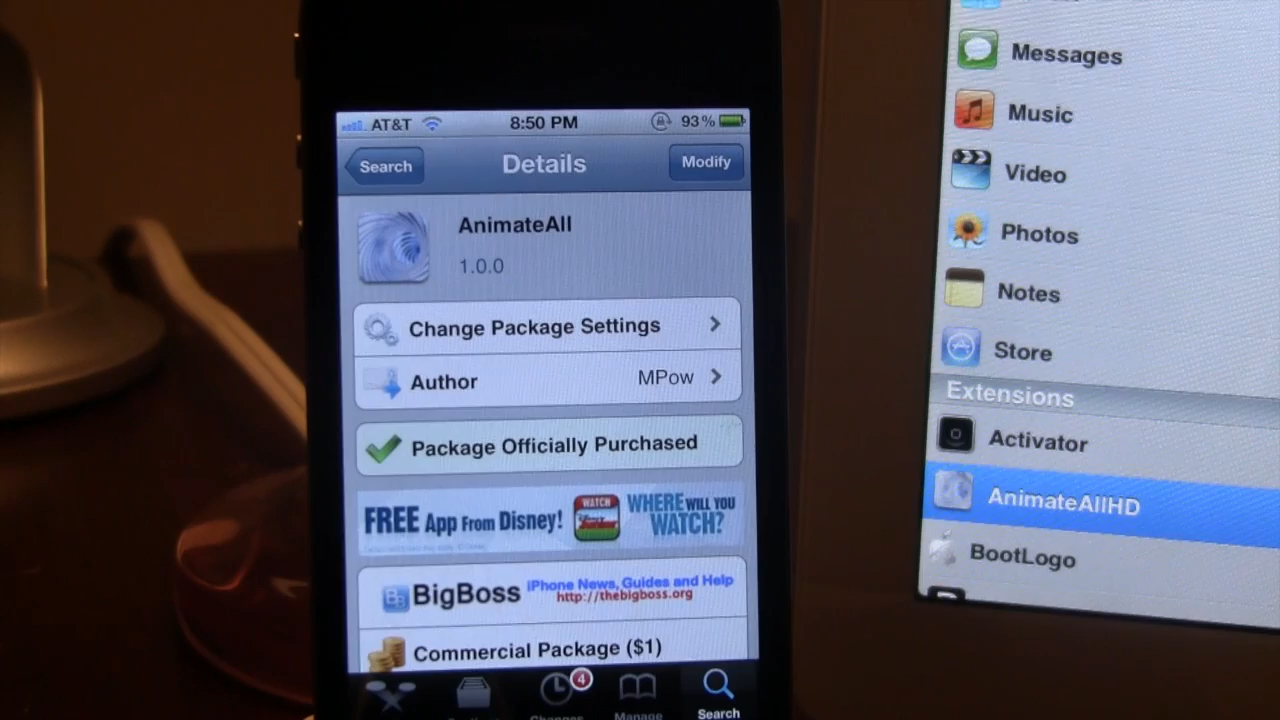 AT&T 8:50 PM 93%
Search Details Modify
AnimateAll
1.0.0
Change Package Settings
Author MPow
Package Officially Purchased
FREE App From Disney! WATCH WHERE WILL YOU WATCH?
BigBoss iPhone News, Guides and Help
http://thebigboss.org
Commercial Package ($1)
4
Changes Manage Search
Messages
Music
Video
Photos
Notes
Store
Extensions
Activator
AnimateAllHD
BootLogo